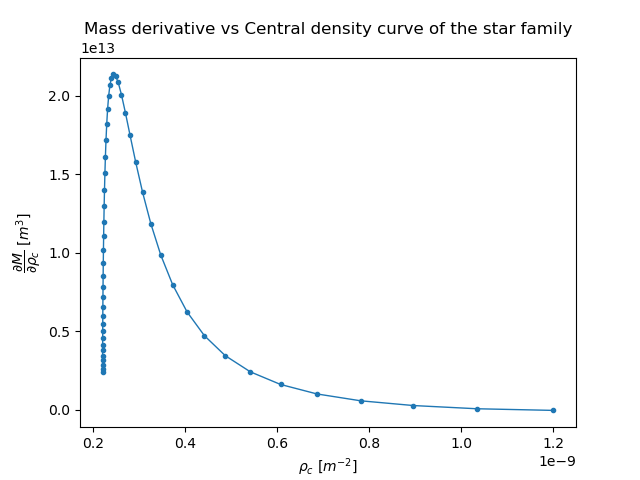 Mass derivative vs Central density curve of the star family
1e13
2.0
1.5
1.0
0.5
0.0
∂M/∂ρc [m³]
0.2 0.4 0.6 0.8 1.0 1.2
1e−9
ρc [m⁻²]